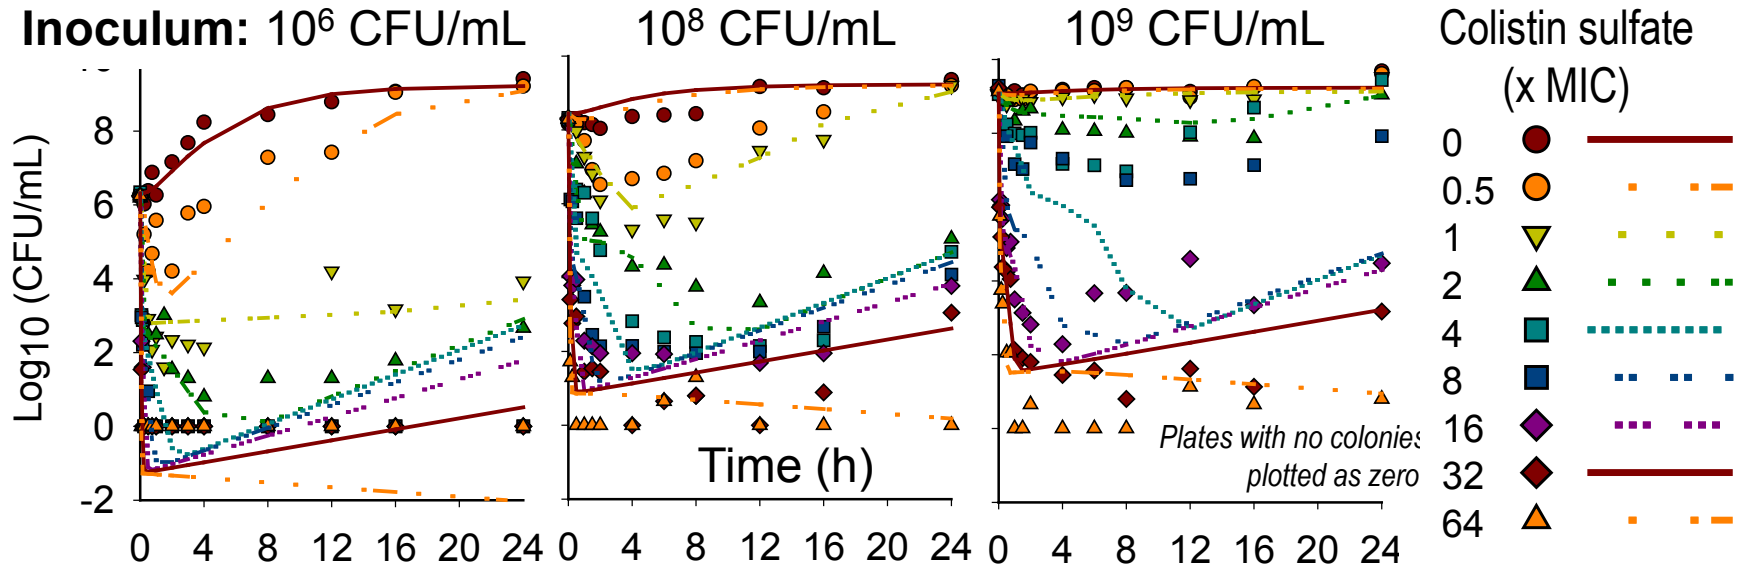 Inoculum: 10⁶ CFU/mL
10⁸ CFU/mL
10⁹ CFU/mL
Colistin sulfate
(x MIC)
Log10 (CFU/mL)
8
6
4
2
0
-2
0 4 8 12 16 20 24
0 4 8 12 16 20 24
0 4 8 12 16 20 24
Time (h)
Plates with no colonies
plotted as zero
0
0.5
1
2
4
8
16
32
64